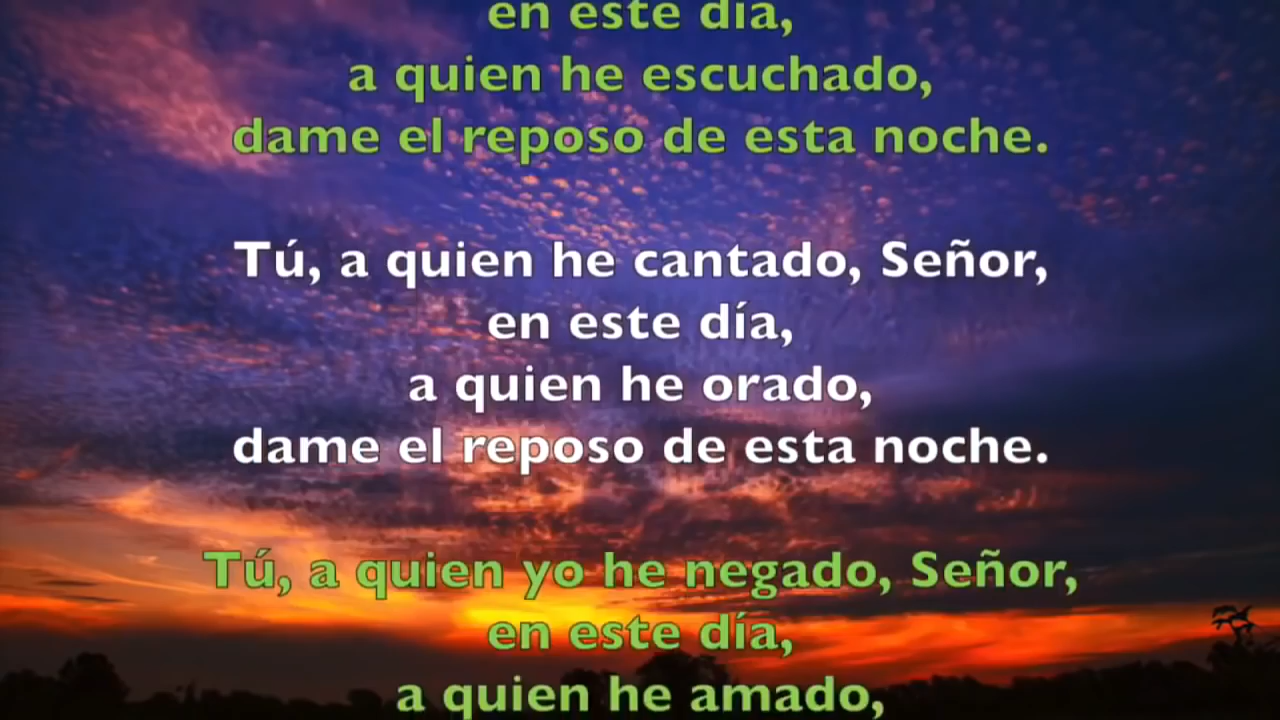 en este día,
a quien he escuchado,
dame el reposo de esta noche.
Tú, a quien he cantado, Señor,
en este día,
a quien he orado,
dame el reposo de esta noche.
Tú, a quien yo he negado, Señor,
en este día,
a quien he amado,